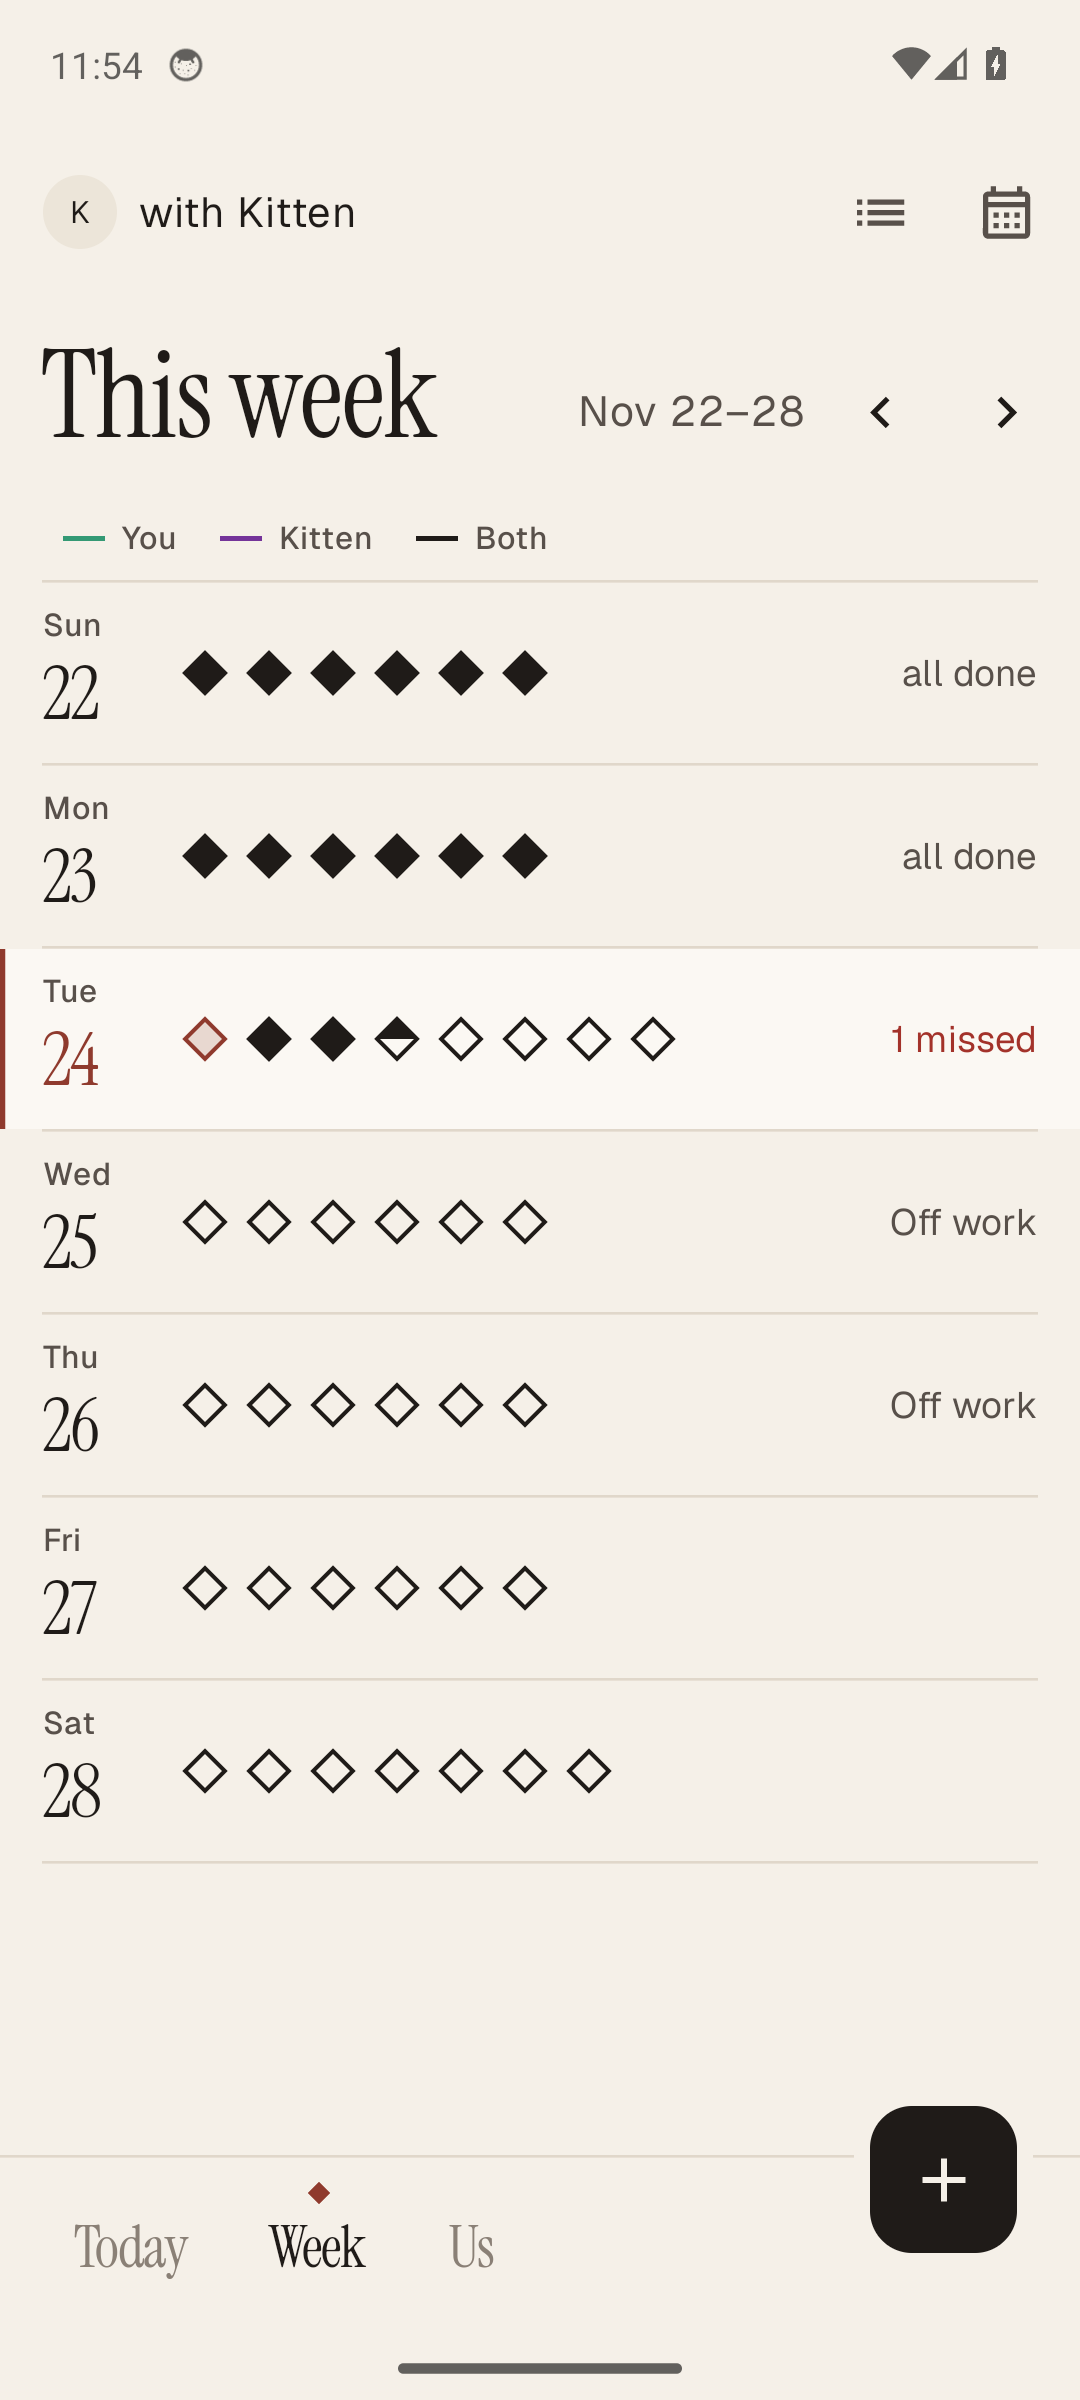 11:54
K with Kitten
This week Nov 22–28
You Kitten Both
Sun
22 all done
Mon
23 all done
Tue
24 1 missed
Wed
25 Off work
Thu
26 Off work
Fri
27
Sat
28
Today Week Us